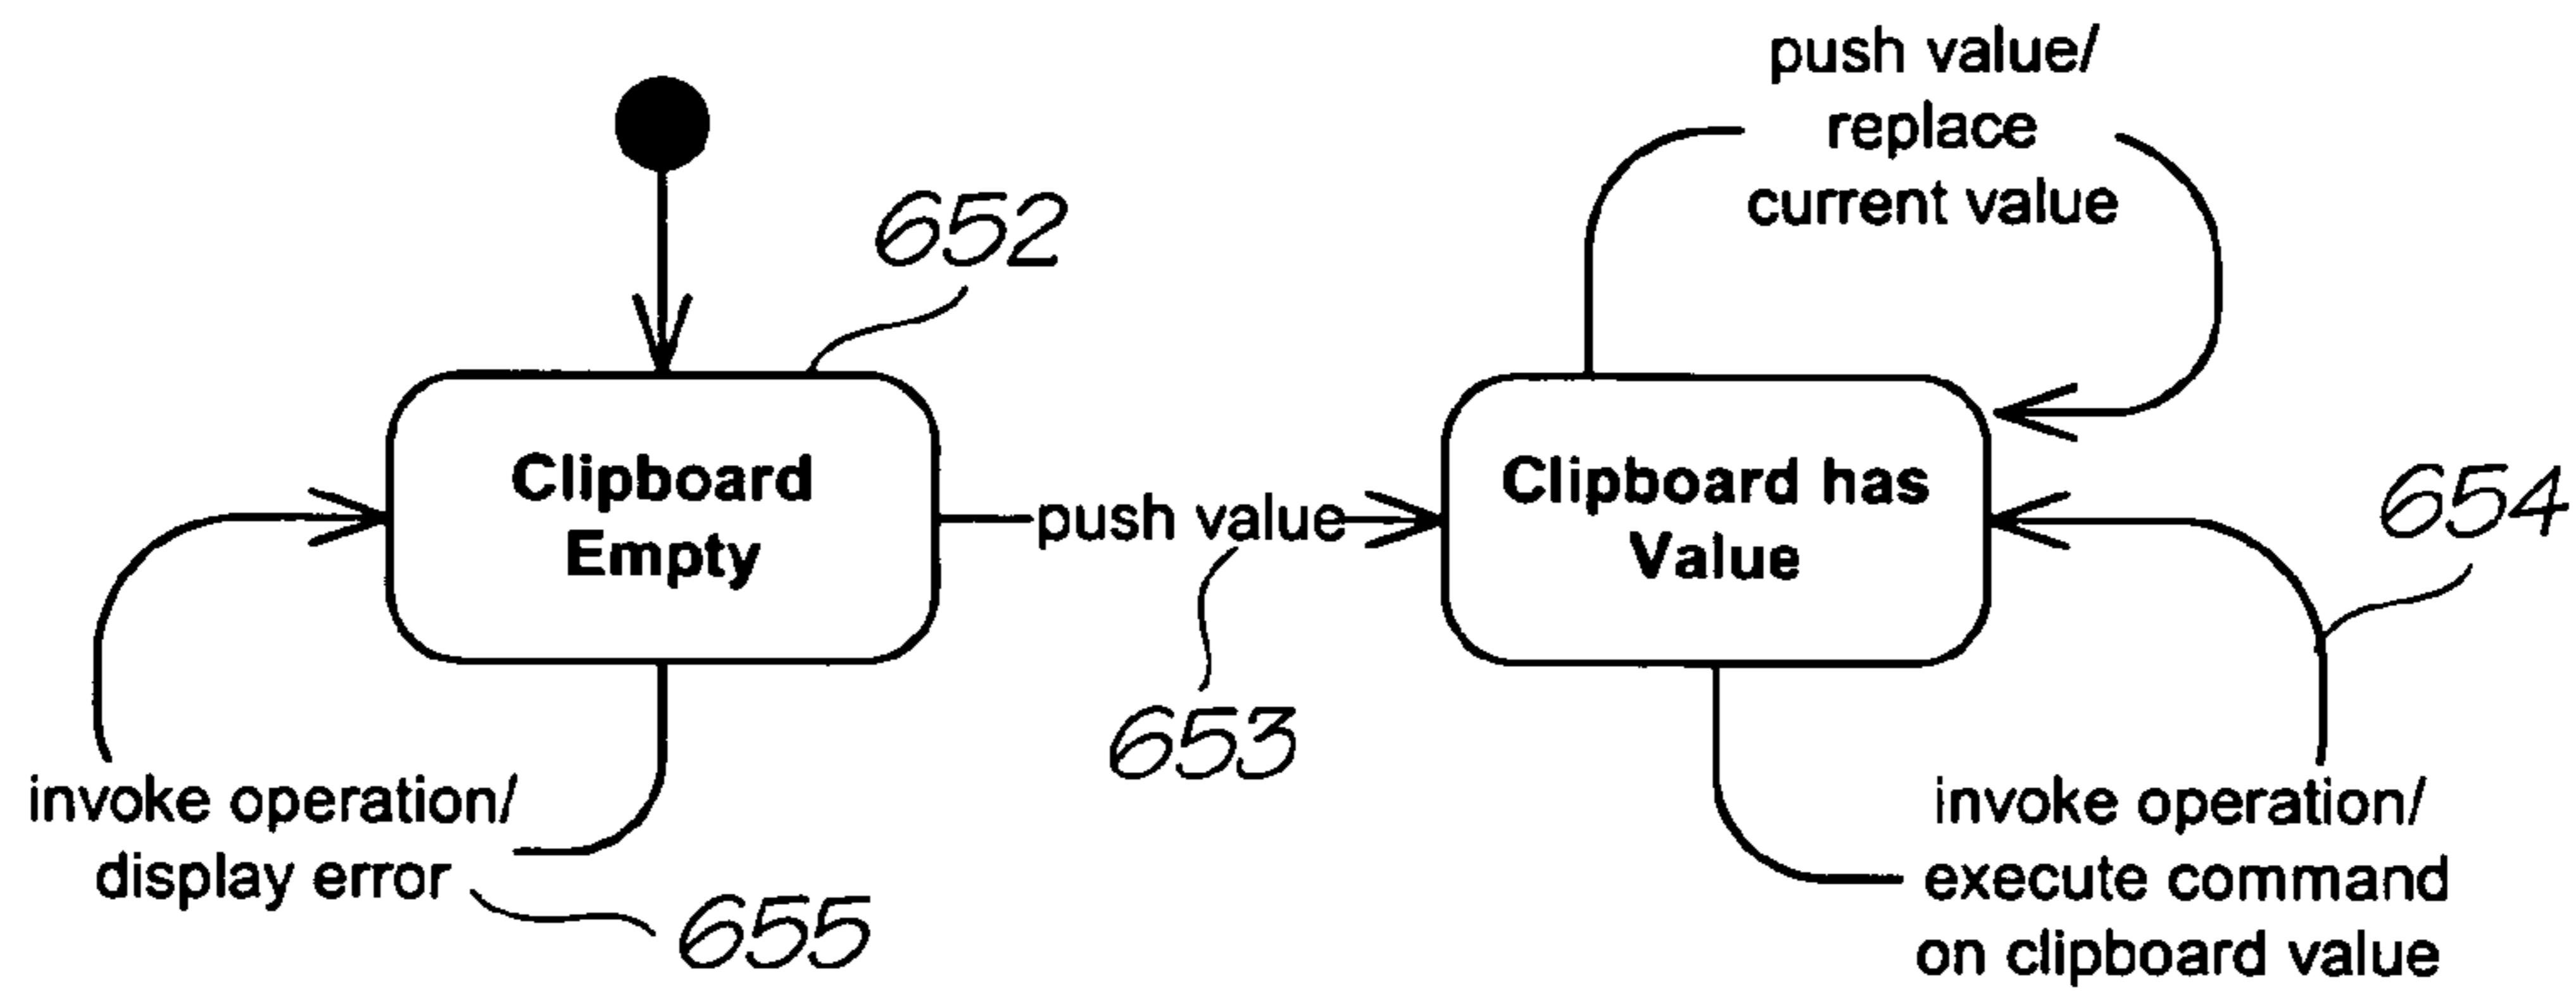 push value/
replace
current value
652
Clipboard
Empty
push value
Clipboard has
Value
654
653
invoke operation/
display error
655
invoke operation/
execute command
on clipboard value